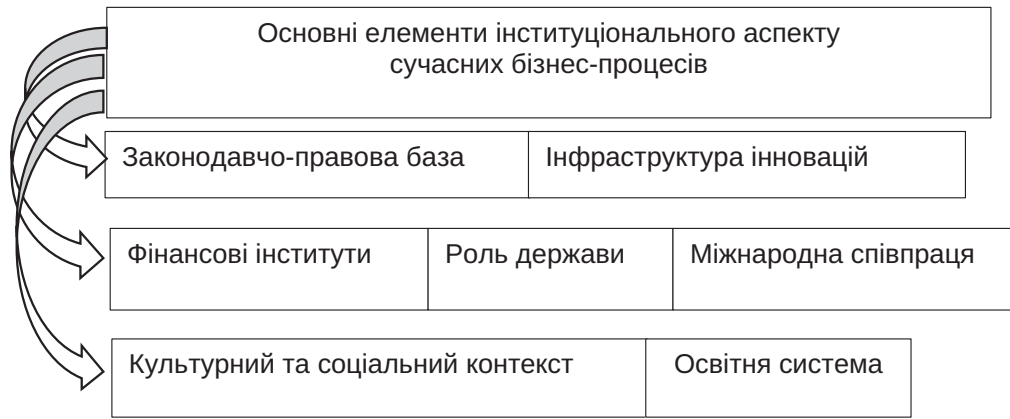 Основні елементи інституціонального аспекту
сучасних бізнес-процесів
Законодавчо-правова база
Інфраструктура інновацій
Фінансові інститути
Роль держави
Міжнародна співпраця
Культурний та соціальний контекст
Освітня система